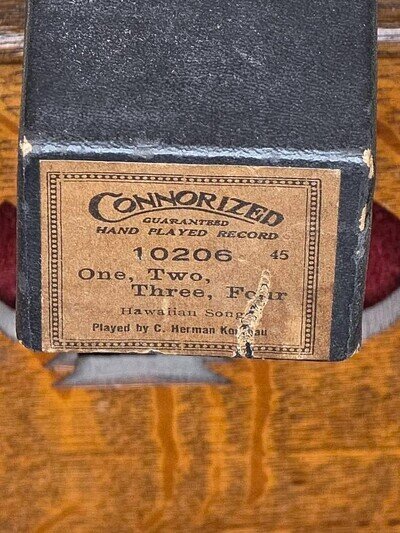 CONNORIZED
GUARANTEED
HAND PLAYED RECORD
10206 45
One, Two,
Three, Four
Hawaiian Song
Played by C. Herman